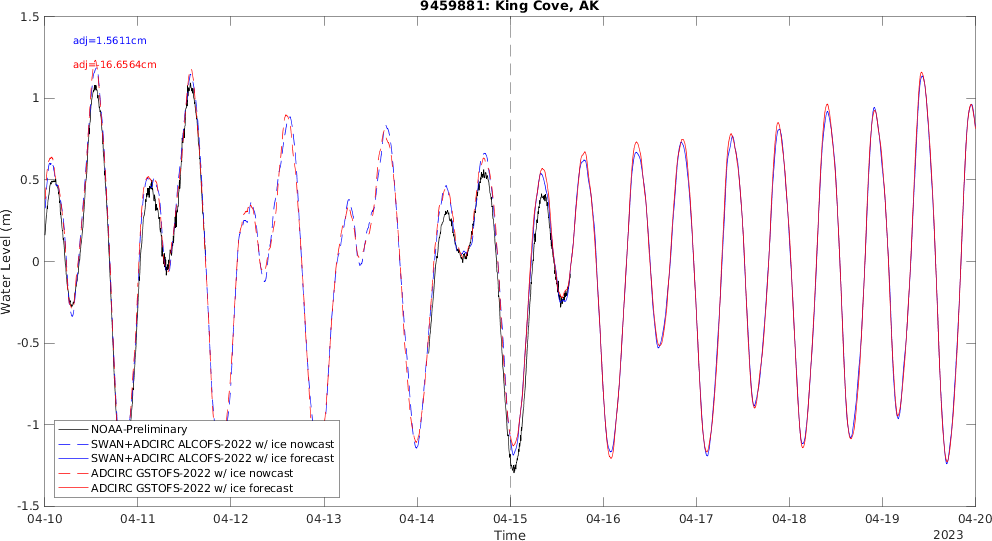 9459881: King Cove, AK
adj=1.5611cm
adj=-16.6564cm
1.5
1
0.5
0
-0.5
-1
-1.5
Water Level (m)
NOAA-Preliminary
SWAN+ADCIRC ALCOFS-2022 w/ ice nowcast
SWAN+ADCIRC ALCOFS-2022 w/ ice forecast
ADCIRC GSTOFS-2022 w/ ice nowcast
ADCIRC GSTOFS-2022 w/ ice forecast
04-10 04-11 04-12 04-13 04-14 04-15 04-16 04-17 04-18 04-19 04-20
Time
2023